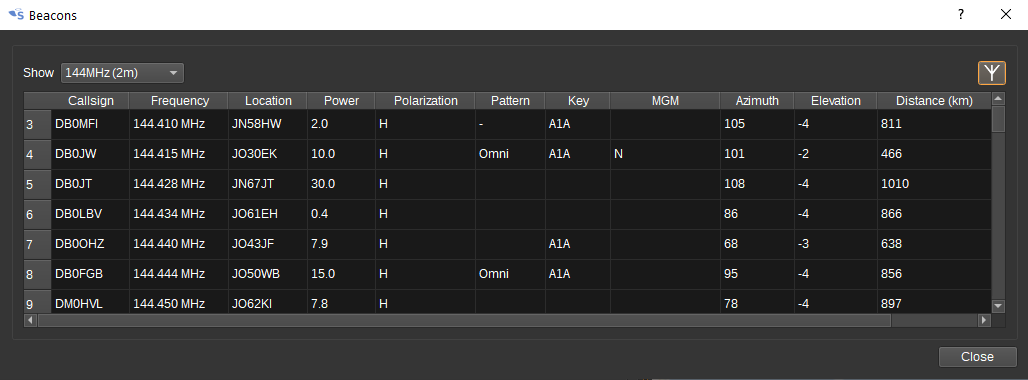 Beacons ?
Show 144MHz (2m)
Callsign Frequency Location Power Polarization Pattern Key MGM Azimuth Elevation Distance (km)
3 DB0MFI 144.410 MHz JN58HW 2.0 H - A1A 105 -4 811
4 DB0JW 144.415 MHz JO30EK 10.0 H Omni A1A N 101 -2 466
5 DB0JT 144.428 MHz JN67JT 30.0 H 108 -4 1010
6 DB0LBV 144.434 MHz JO61EH 0.4 H 86 -4 866
7 DB0OHZ 144.440 MHz JO43JF 7.9 H A1A 68 -3 638
8 DB0FGB 144.444 MHz JO50WB 15.0 H Omni A1A 95 -4 856
9 DM0HVL 144.450 MHz JO62KI 7.8 H 78 -4 897
Close